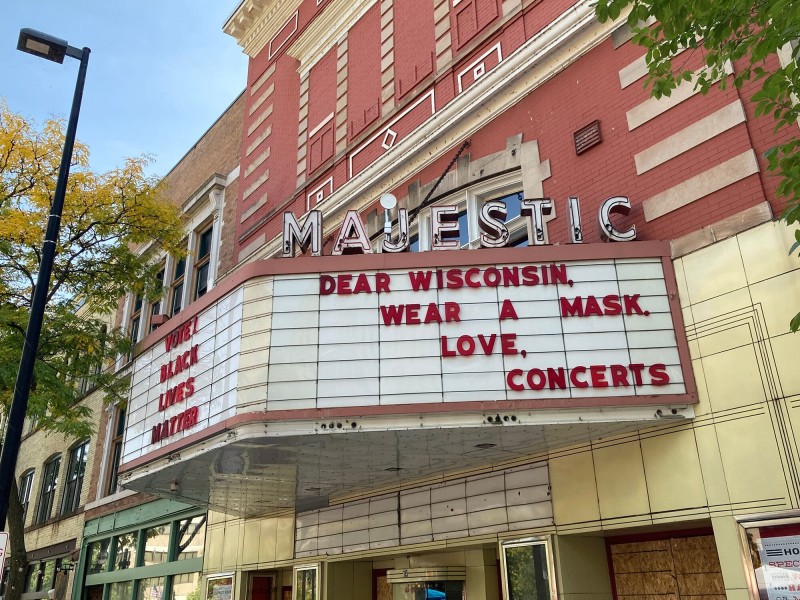 MAJESTIC
VOTE!
BLACK
LIVES
MATTER
DEAR WISCONSIN,
WEAR A MASK.
LOVE,
CONCERTS